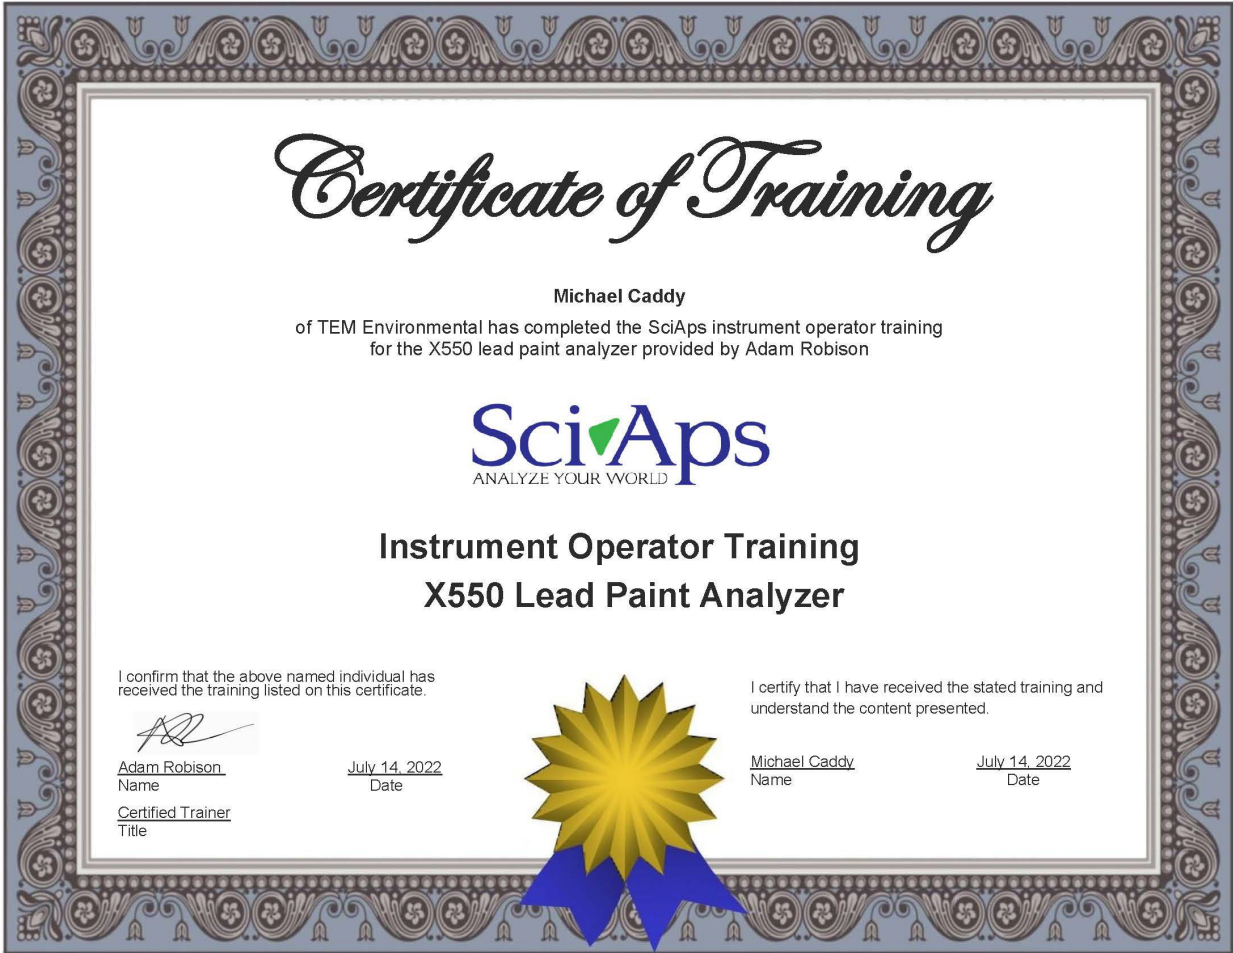 Certificate of Training
Michael Caddy
of TEM Environmental has completed the SciAps instrument operator training
for the X550 lead paint analyzer provided by Adam Robison
SciAps
ANALYZE YOUR WORLD
Instrument Operator Training
X550 Lead Paint Analyzer
I confirm that the above named individual has
received the training listed on this certificate.
Adam Robison
Name
July 14, 2022
Date
Certified Trainer
Title
I certify that I have received the stated training and
understand the content presented.
Michael Caddy
Name
July 14, 2022
Date